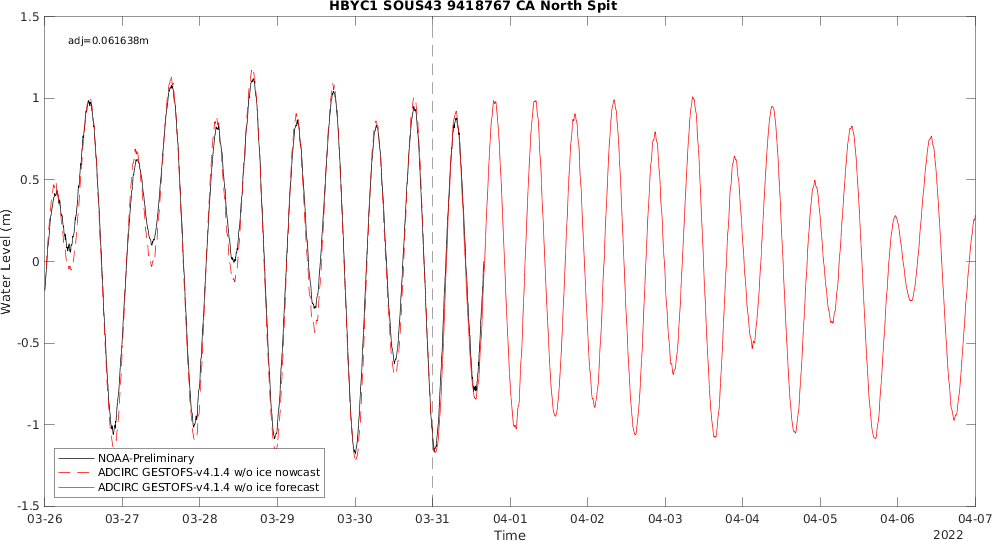 HBYC1 SOUS43 9418767 CA North Spit
adj=0.061638m
1.5
1
0.5
0
-0.5
-1
-1.5
Water Level (m)
NOAA-Preliminary
ADCIRC GESTOFS-v4.1.4 w/o ice nowcast
ADCIRC GESTOFS-v4.1.4 w/o ice forecast
03-26 03-27 03-28 03-29 03-30 03-31 04-01 04-02 04-03 04-04 04-05 04-06 04-07
Time
2022